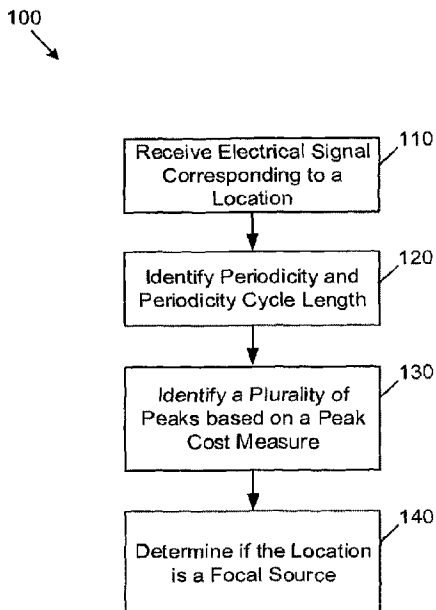 100
110
Receive Electrical Signal
Corresponding to a
Location
120
Identify Periodicity and
Periodicity Cycle Length
130
Identify a Plurality of
Peaks based on a Peak
Cost Measure
140
Determine if the Location
is a Focal Source